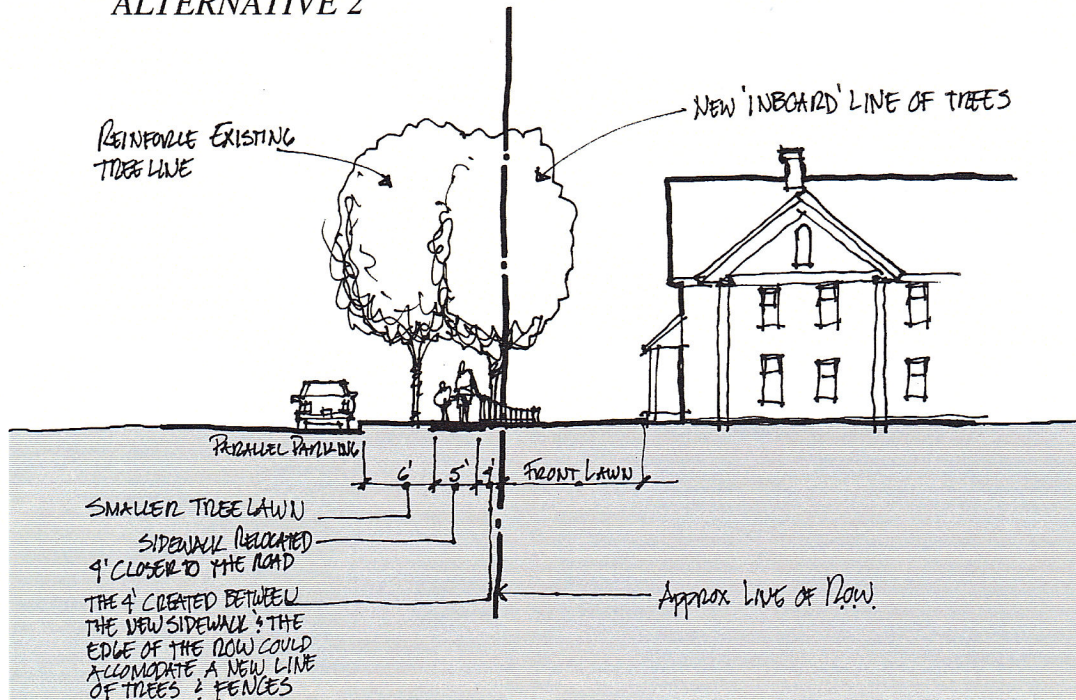 ALTERNATIVE 2
NEW 'INBOARD' LINE OF TREES
REINFORCE EXISTING
TREE LINE
PARALLEL PARKING
6' 5' 4' FRONT LAWN
SMALLER TREE LAWN
SIDEWALK RELOCATED
4' CLOSER TO THE ROAD
THE 4' CREATED BETWEEN
THE NEW SIDEWALK & THE
EDGE OF THE ROW COULD
ACCOMODATE A NEW LINE
OF TREES & FENCES
Approx LINE OF R.O.W.